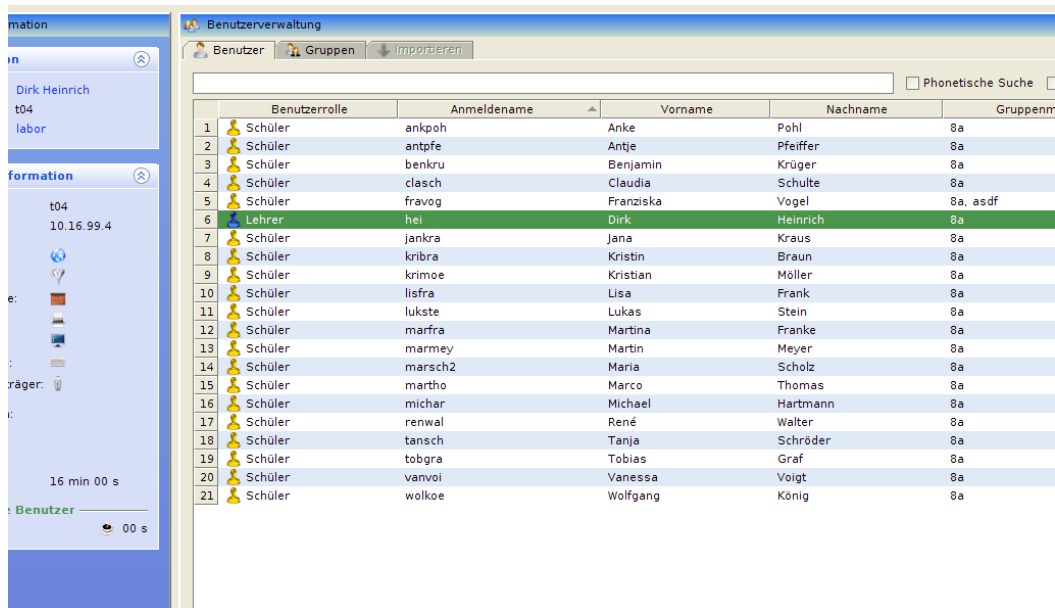 mation
on
Dirk Heinrich
t04
labor
formation
t04
10.16.99.4
e:
:
träger:
n:
16 min 00 s
e Benutzer
00 s
Benutzerverwaltung
Benutzer Gruppen Importieren
Phonetische Suche
Benutzerrolle Anmeldename Vorname Nachname Gruppenm
1 Schüler ankpoh Anke Pohl 8a
2 Schüler antpfe Antje Pfeiffer 8a
3 Schüler benkru Benjamin Krüger 8a
4 Schüler clasch Claudia Schulte 8a
5 Schüler fravog Franziska Vogel 8a, asdf
6 Lehrer hei Dirk Heinrich 8a
7 Schüler jankra Jana Kraus 8a
8 Schüler kribra Kristin Braun 8a
9 Schüler krimoe Kristian Möller 8a
10 Schüler lisfra Lisa Frank 8a
11 Schüler lukste Lukas Stein 8a
12 Schüler marfra Martina Franke 8a
13 Schüler marmey Martin Meyer 8a
14 Schüler marsch2 Maria Scholz 8a
15 Schüler martho Marco Thomas 8a
16 Schüler michar Michael Hartmann 8a
17 Schüler renwal René Walter 8a
18 Schüler tansch Tanja Schröder 8a
19 Schüler tobgra Tobias Graf 8a
20 Schüler vanvoi Vanessa Voigt 8a
21 Schüler wolkoe Wolfgang König 8a